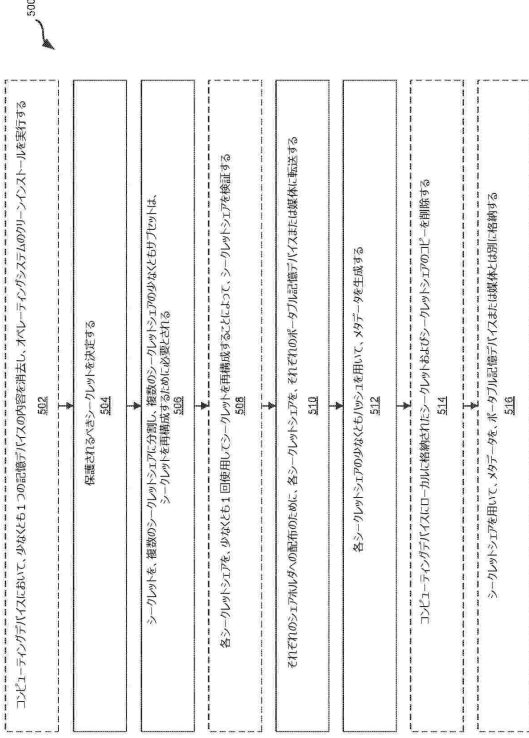 500
コンピューティングデバイスにおいて、少なくとも1つの記憶デバイスの内容を消去し、オペレーティングシステムのクリーンインストールを実行する
502
保護されるべきシークレットを決定する
504
シークレットを、複数のシークレットシェアに分割し、複数のシークレットシェアの少なくともサブセットは、
シークレットを再構成するために必要とされる
506
各シークレットシェアを、少なくとも1回使用してシークレットを再構成することによって、シークレットシェアを検証する
508
それぞれのシェアホルダへの配布のために、各シークレットシェアを、それぞれのポータブル記憶デバイスまたは媒体に転送する
510
各シークレットシェアの少なくともハッシュを用いて、メタデータを生成する
512
コンピューティングデバイスにローカルに格納されたシークレットおよびシークレットシェアのコピーを削除する
514
シークレットシェアを用いて、メタデータを、ポータブル記憶デバイスまたは媒体とは別に格納する
516